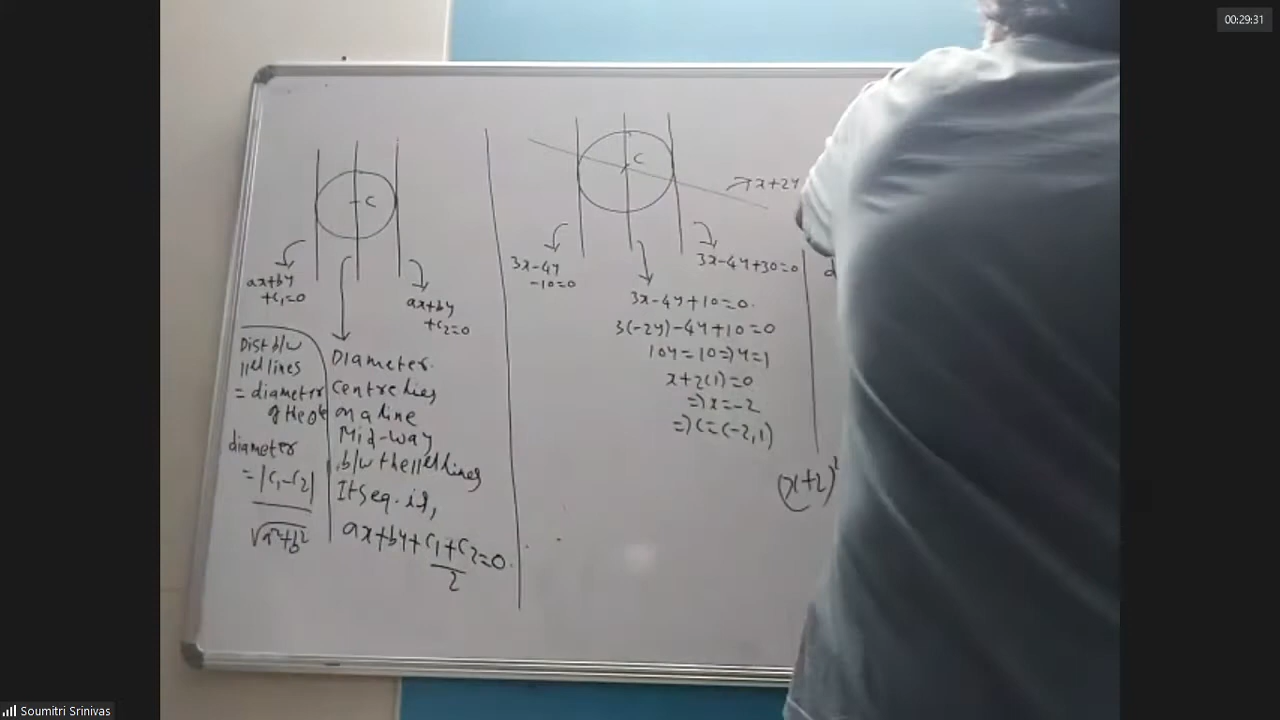 00:29:31
C
ax+by
+c₁=0
ax+by
+c₂=0
Dist b/w
llel lines
= diameter
of the ole
diameter
= |c₁-c₂|
√a²+b²
Diameter.
Centre lies
on a line
Mid-way
b/w the llel lines
Its eq. is,
ax+by+c₁+c₂=0.
2
C
x+2y
3x-4y
-10=0
3x-4y+30=0
3x-4y+10=0.
3(-2y)-4y+10=0
10y=10=>y=1
x+2(1)=0
=>x=-2
=>C=(-2,1)
d
(x+2)²
Soumitri Srinivas